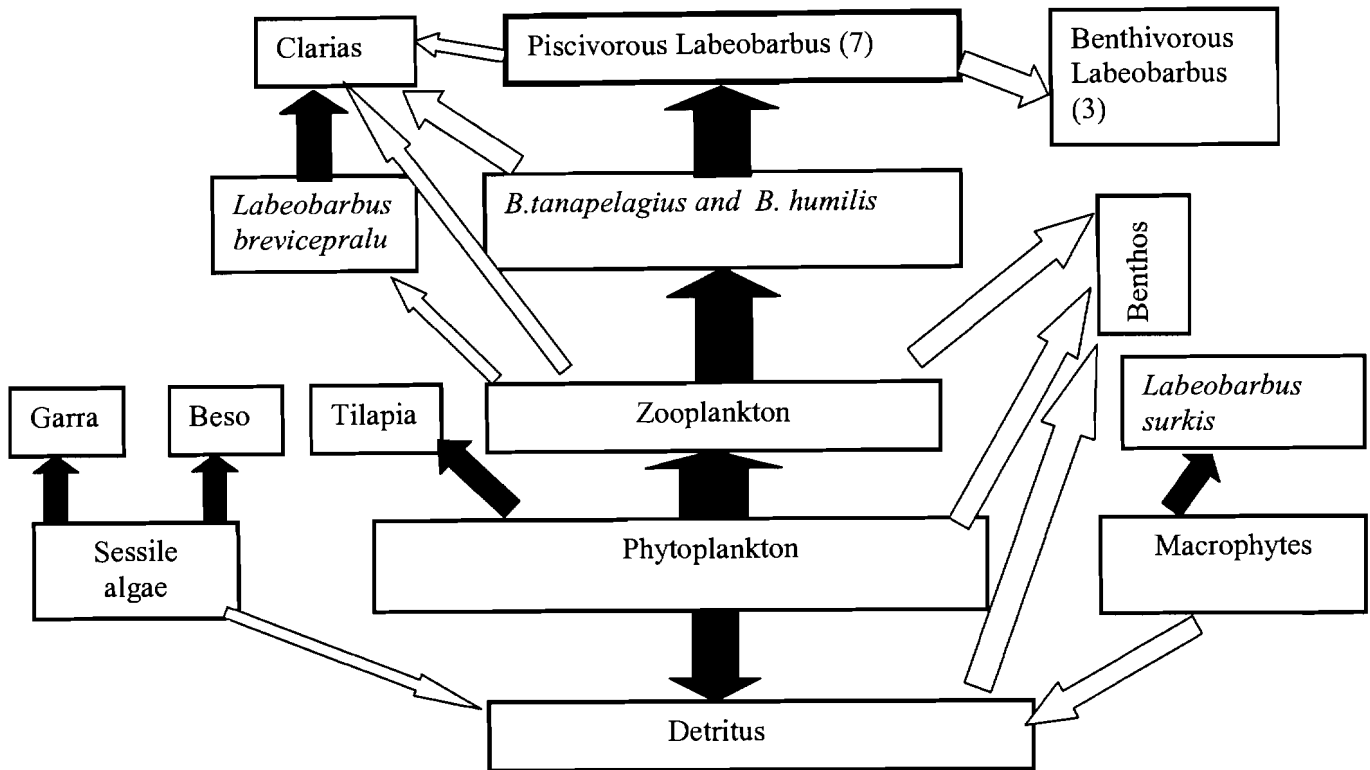 Clarias
Piscivorous Labeobarbus (7)
Benthivorous
Labeobarbus
(3)
Labeobarbus
brevicepralu
B.tanapelagius and B. humilis
Benthos
Garra
Beso
Tilapia
Zooplankton
Labeobarbus
surkis
Sessile
algae
Phytoplankton
Macrophytes
Detritus